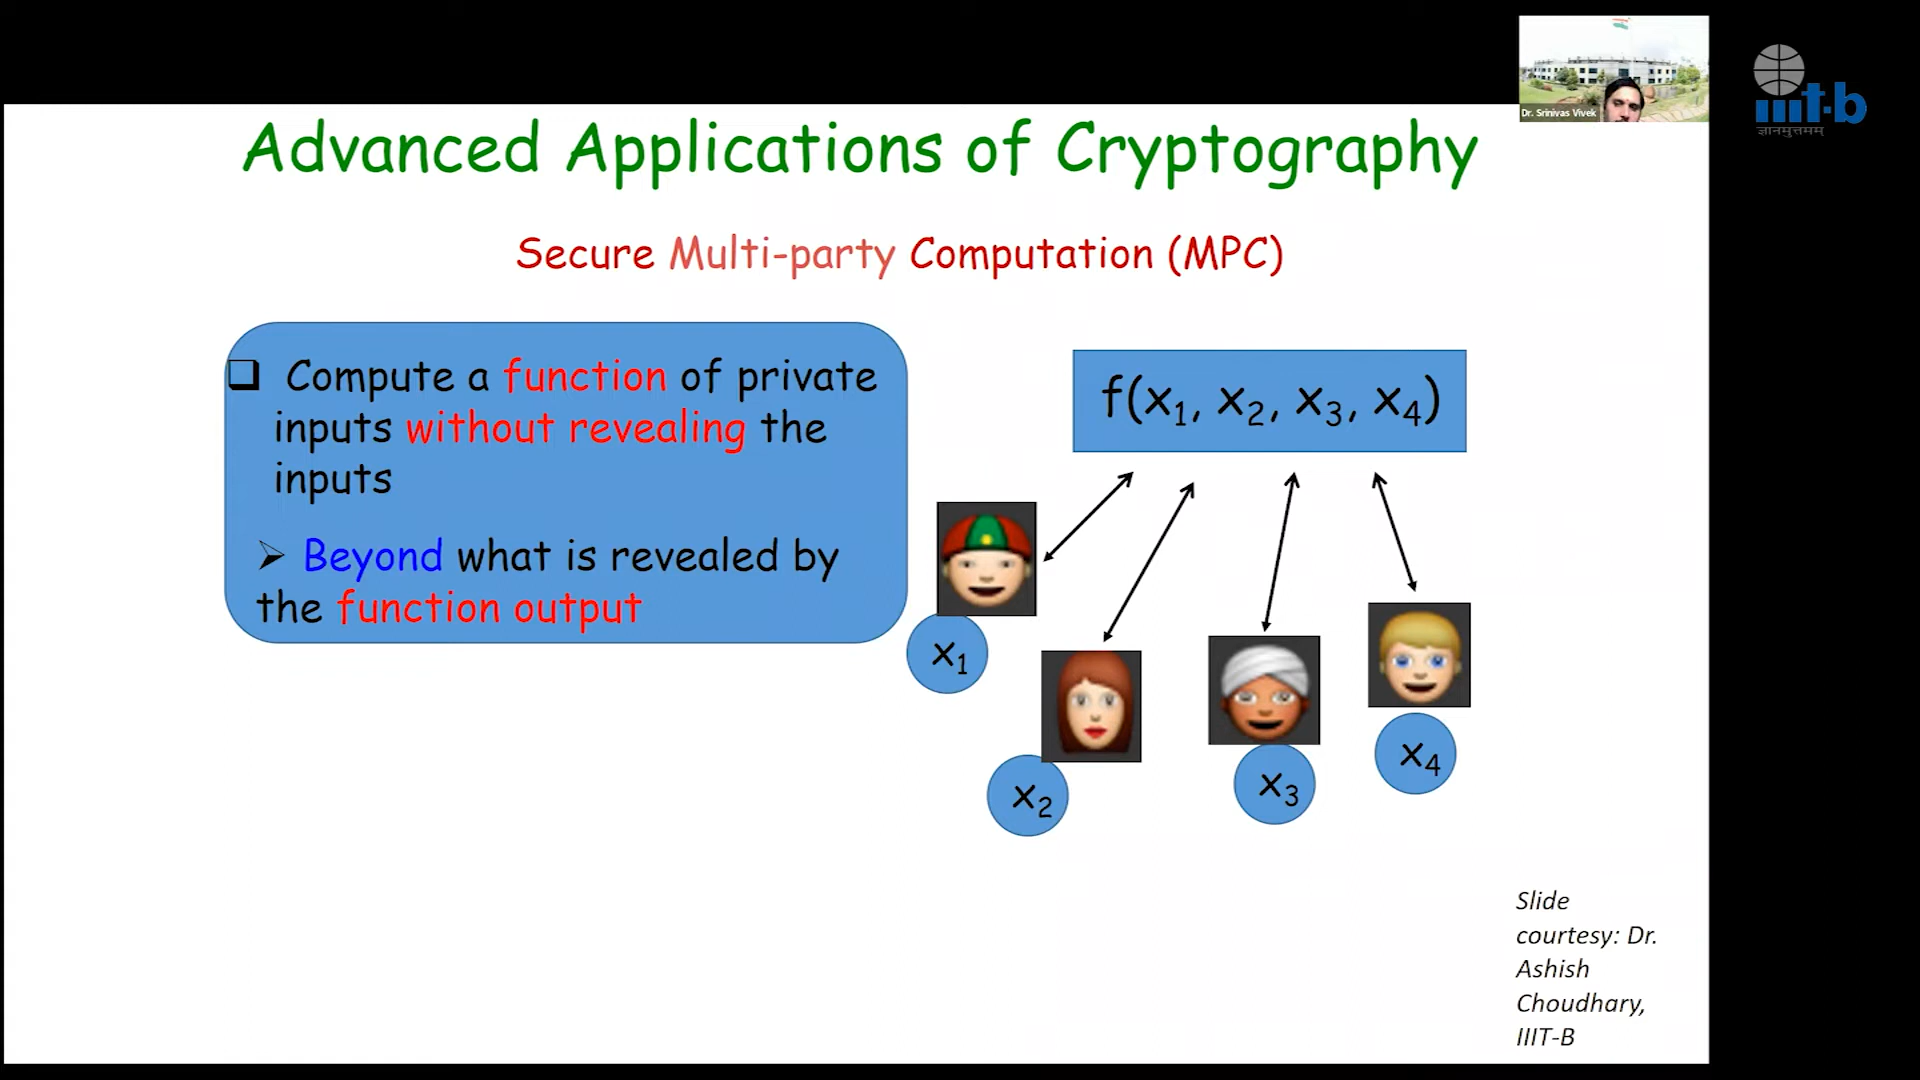 Dr. Srinivas Vivek
iiit-b
ज्ञानमुत्तमम्
Advanced Applications of Cryptography
Secure Multi-party Computation (MPC)
❑ Compute a function of private
inputs without revealing the
inputs
➢ Beyond what is revealed by
the function output
f(x₁, x₂, x₃, x₄)
x₁
x₂
x₃
x₄
Slide
courtesy: Dr.
Ashish
Choudhary,
IIIT-B